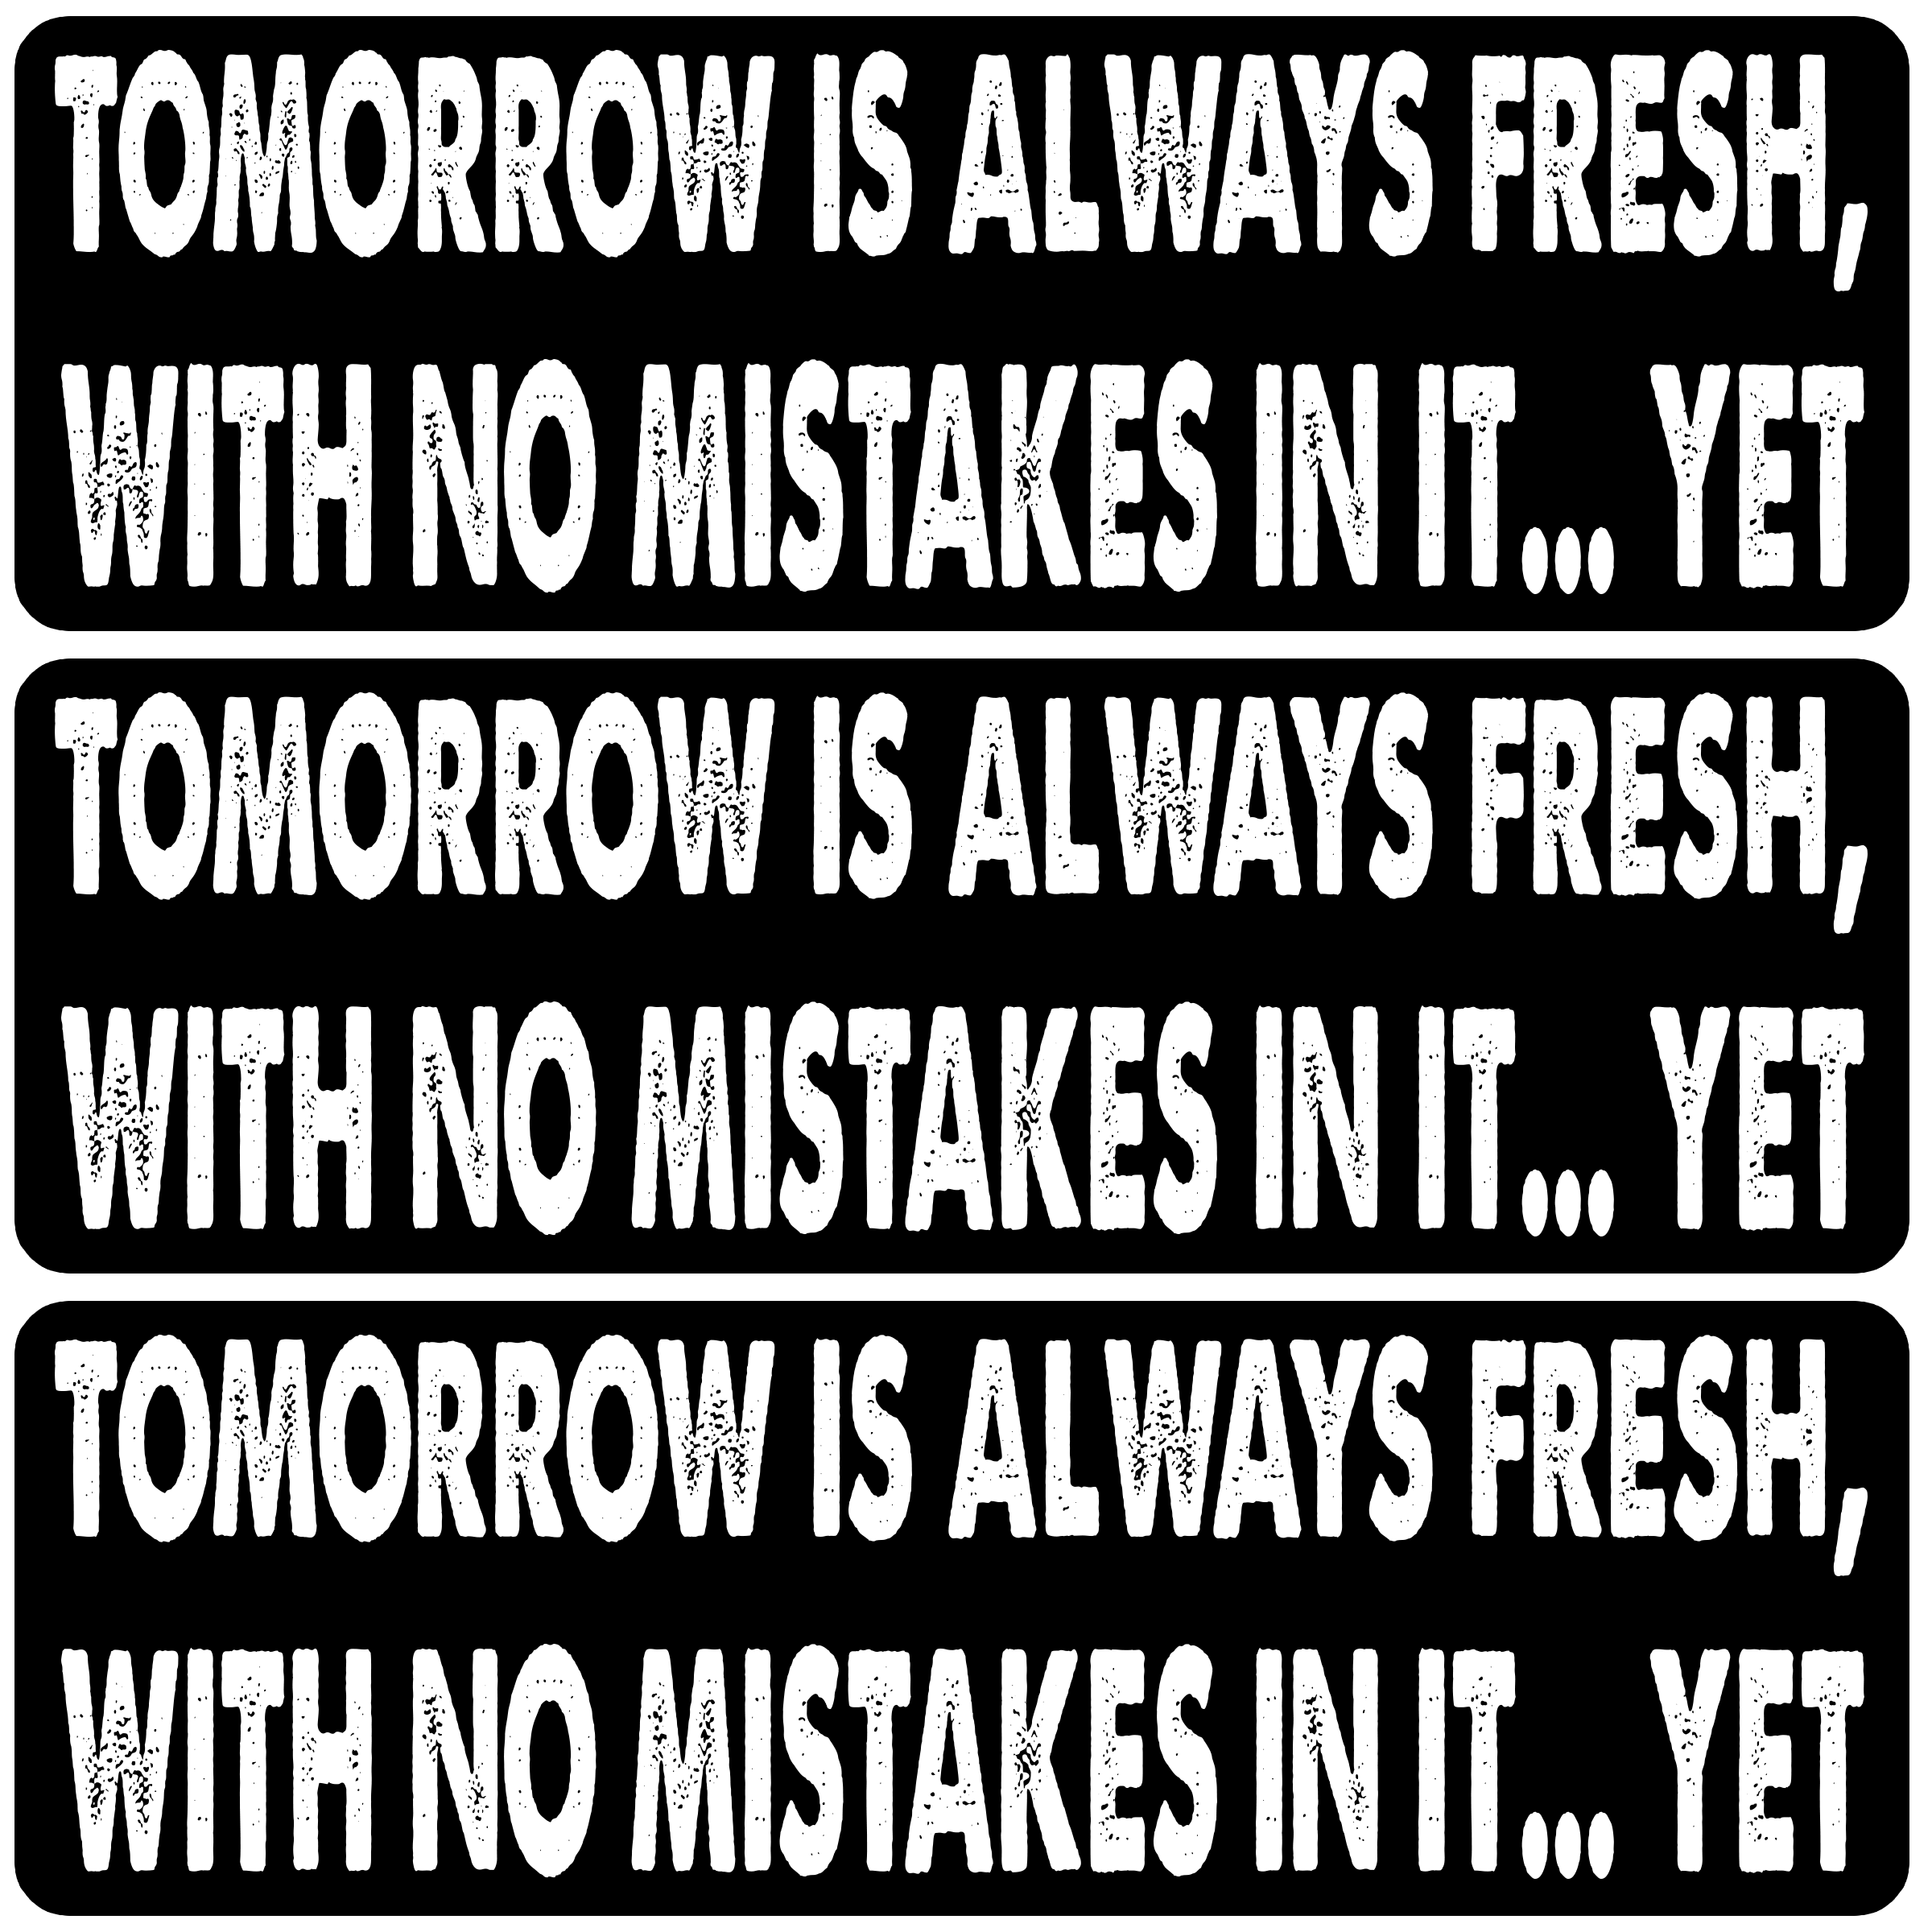 TOMORROW IS ALWAYS FRESH,
WITH NO MISTAKES IN IT... YET
TOMORROW IS ALWAYS FRESH,
WITH NO MISTAKES IN IT... YET
TOMORROW IS ALWAYS FRESH,
WITH NO MISTAKES IN IT... YET